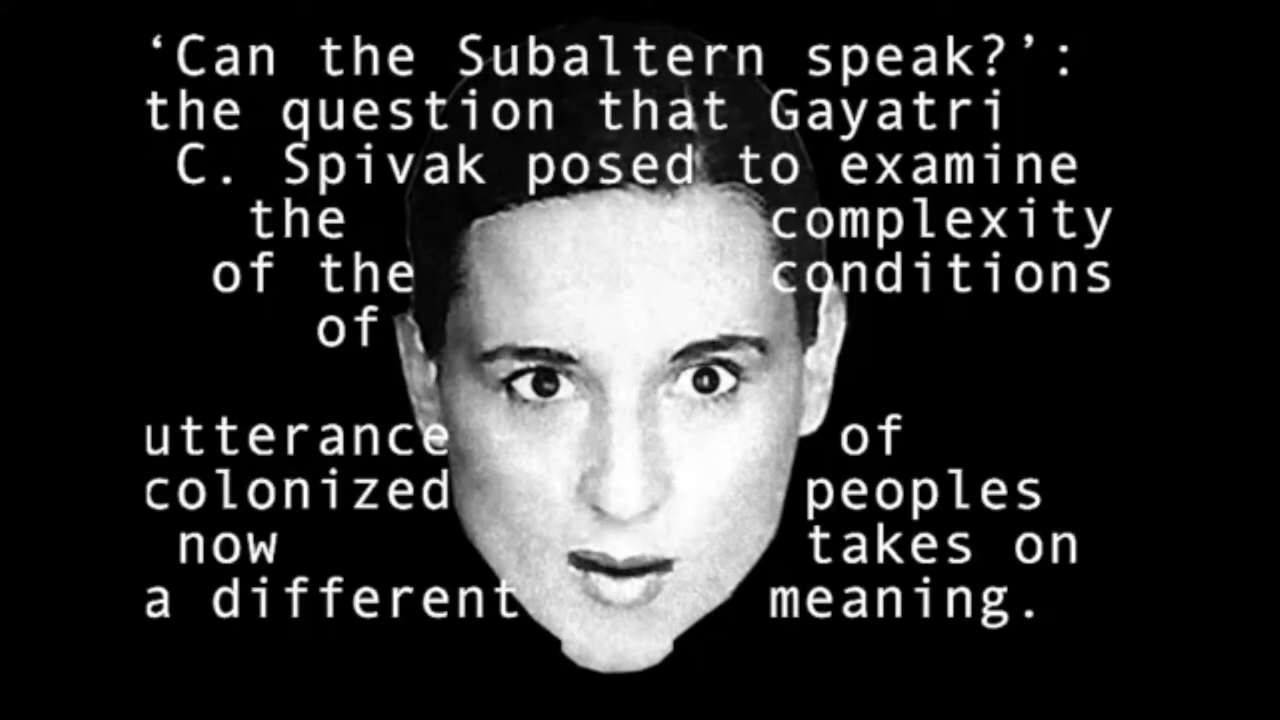 ‘Can the Subaltern speak?’:
the question that Gayatri
C. Spivak posed to examine
the complexity
of the conditions
of
utterance of
colonized peoples
now takes on
a different meaning.